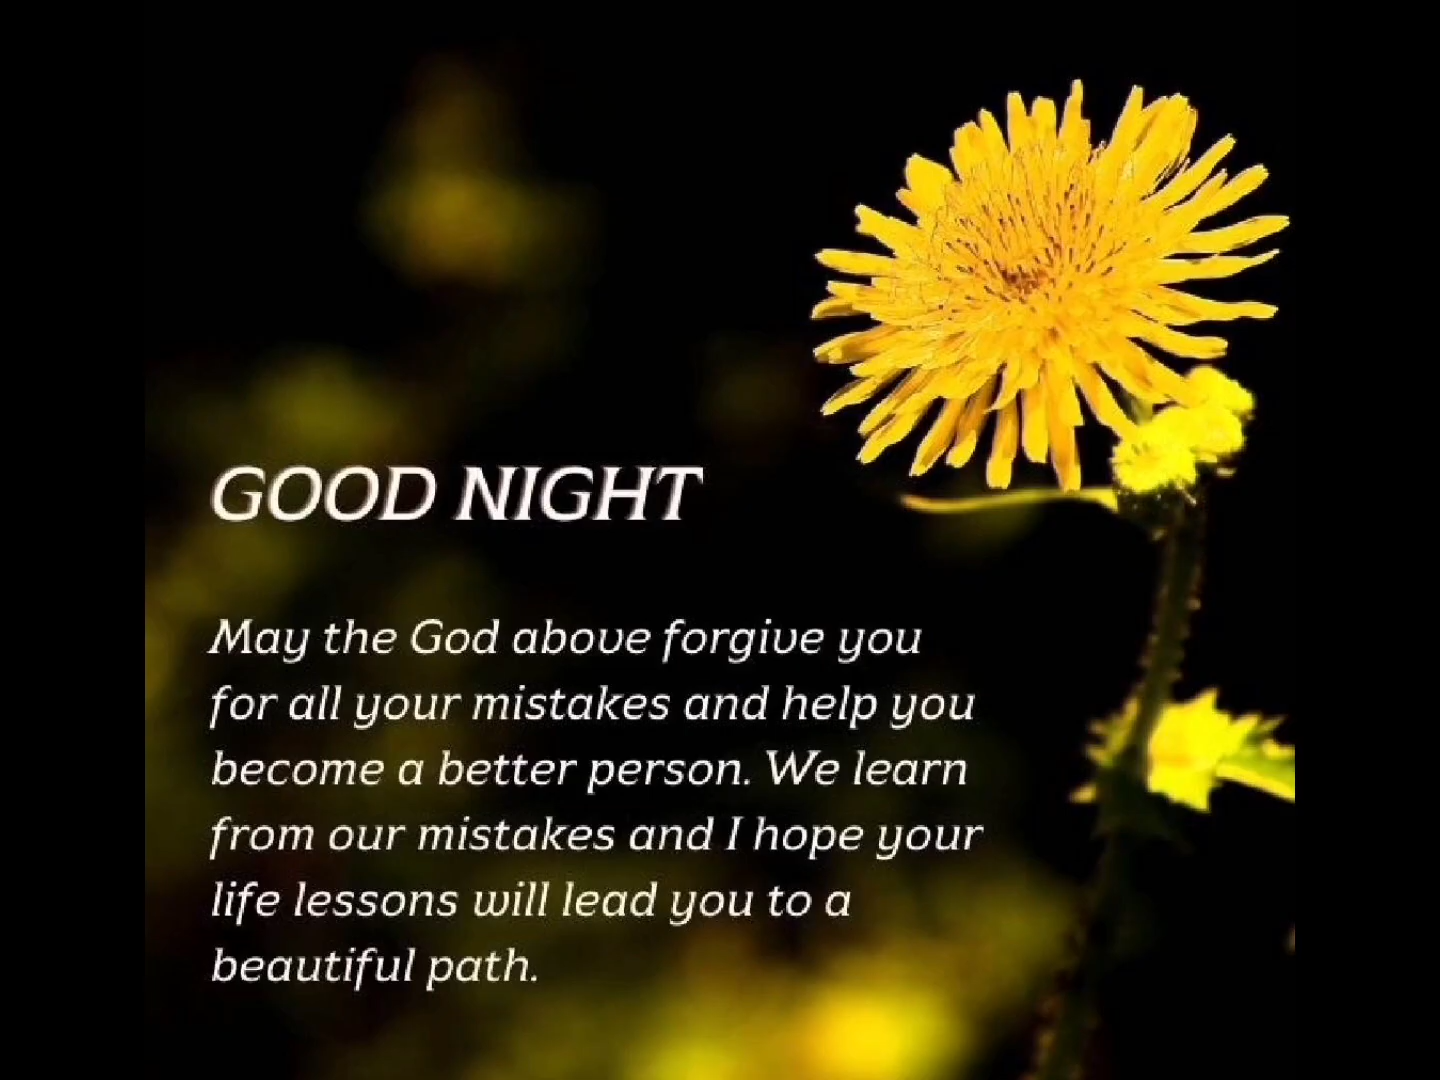 GOOD NIGHT
May the God above forgive you
for all your mistakes and help you
become a better person. We learn
from our mistakes and I hope your
life lessons will lead you to a
beautiful path.